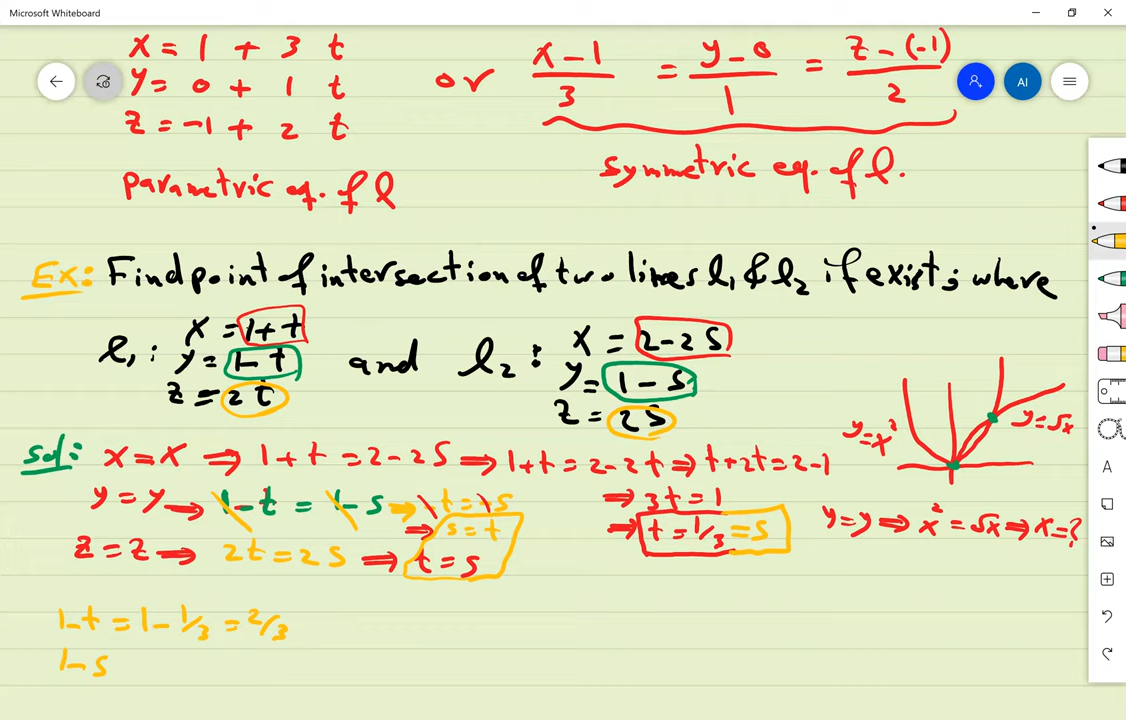 Microsoft Whiteboard
AI
x = 1 + 3 t
y = 0 + 1 t
z = -1 + 2 t
or
x-1/3 = y-0/1 = z-(-1)/2
parametric eq. of l
symmetric eq. of l.
Ex: Find point of intersection of two lines l1 & l2 if exist; where
l1: x = 1+t
y = 1-t
z = 2t
and l2: x = 2-2s
y = 1-s
z = 2s
sol: x=x ⇒ 1+t = 2-2s ⇒ 1+t = 2-2t ⇒ t+2t = 2-1
y=y ⇒ 1-t = 1-s ⇒ -t = -s ⇒ 3t = 1
⇒ s=t ⇒ t = 1/3 = s
z=z ⇒ 2t = 2s ⇒ t = s
y=x² y=√x
y=y ⇒ x² = √x ⇒ x=?
1-t = 1-1/3 = 2/3
1-s
A